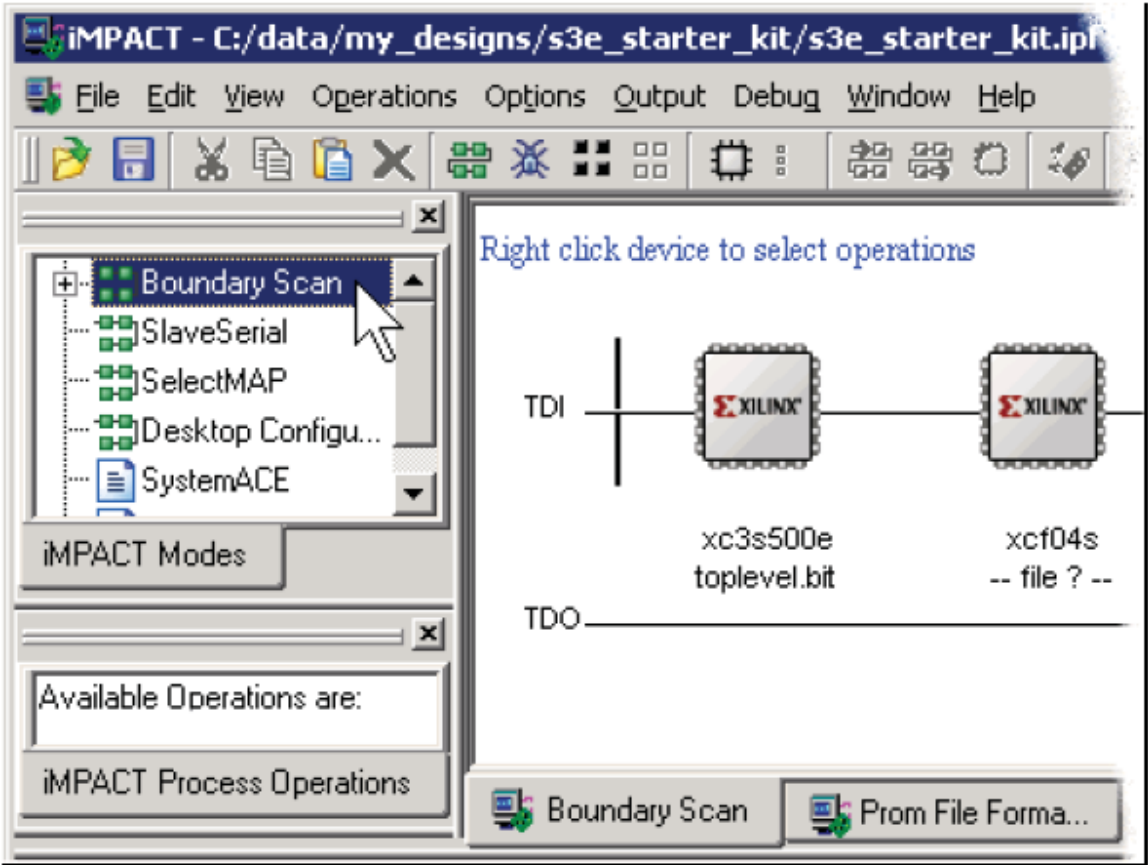 iMPACT - C:/data/my_designs/s3e_starter_kit/s3e_starter_kit.ipf
File Edit View Operations Options Output Debug Window Help
Boundary Scan
SlaveSerial
SelectMAP
Desktop Configu...
SystemACE
iMPACT Modes
Available Operations are:
iMPACT Process Operations
Right click device to select operations
TDI
XILINX
XILINX
xc3s500e
toplevel.bit
xcf04s
-- file ? --
TDO
Boundary Scan
Prom File Forma...